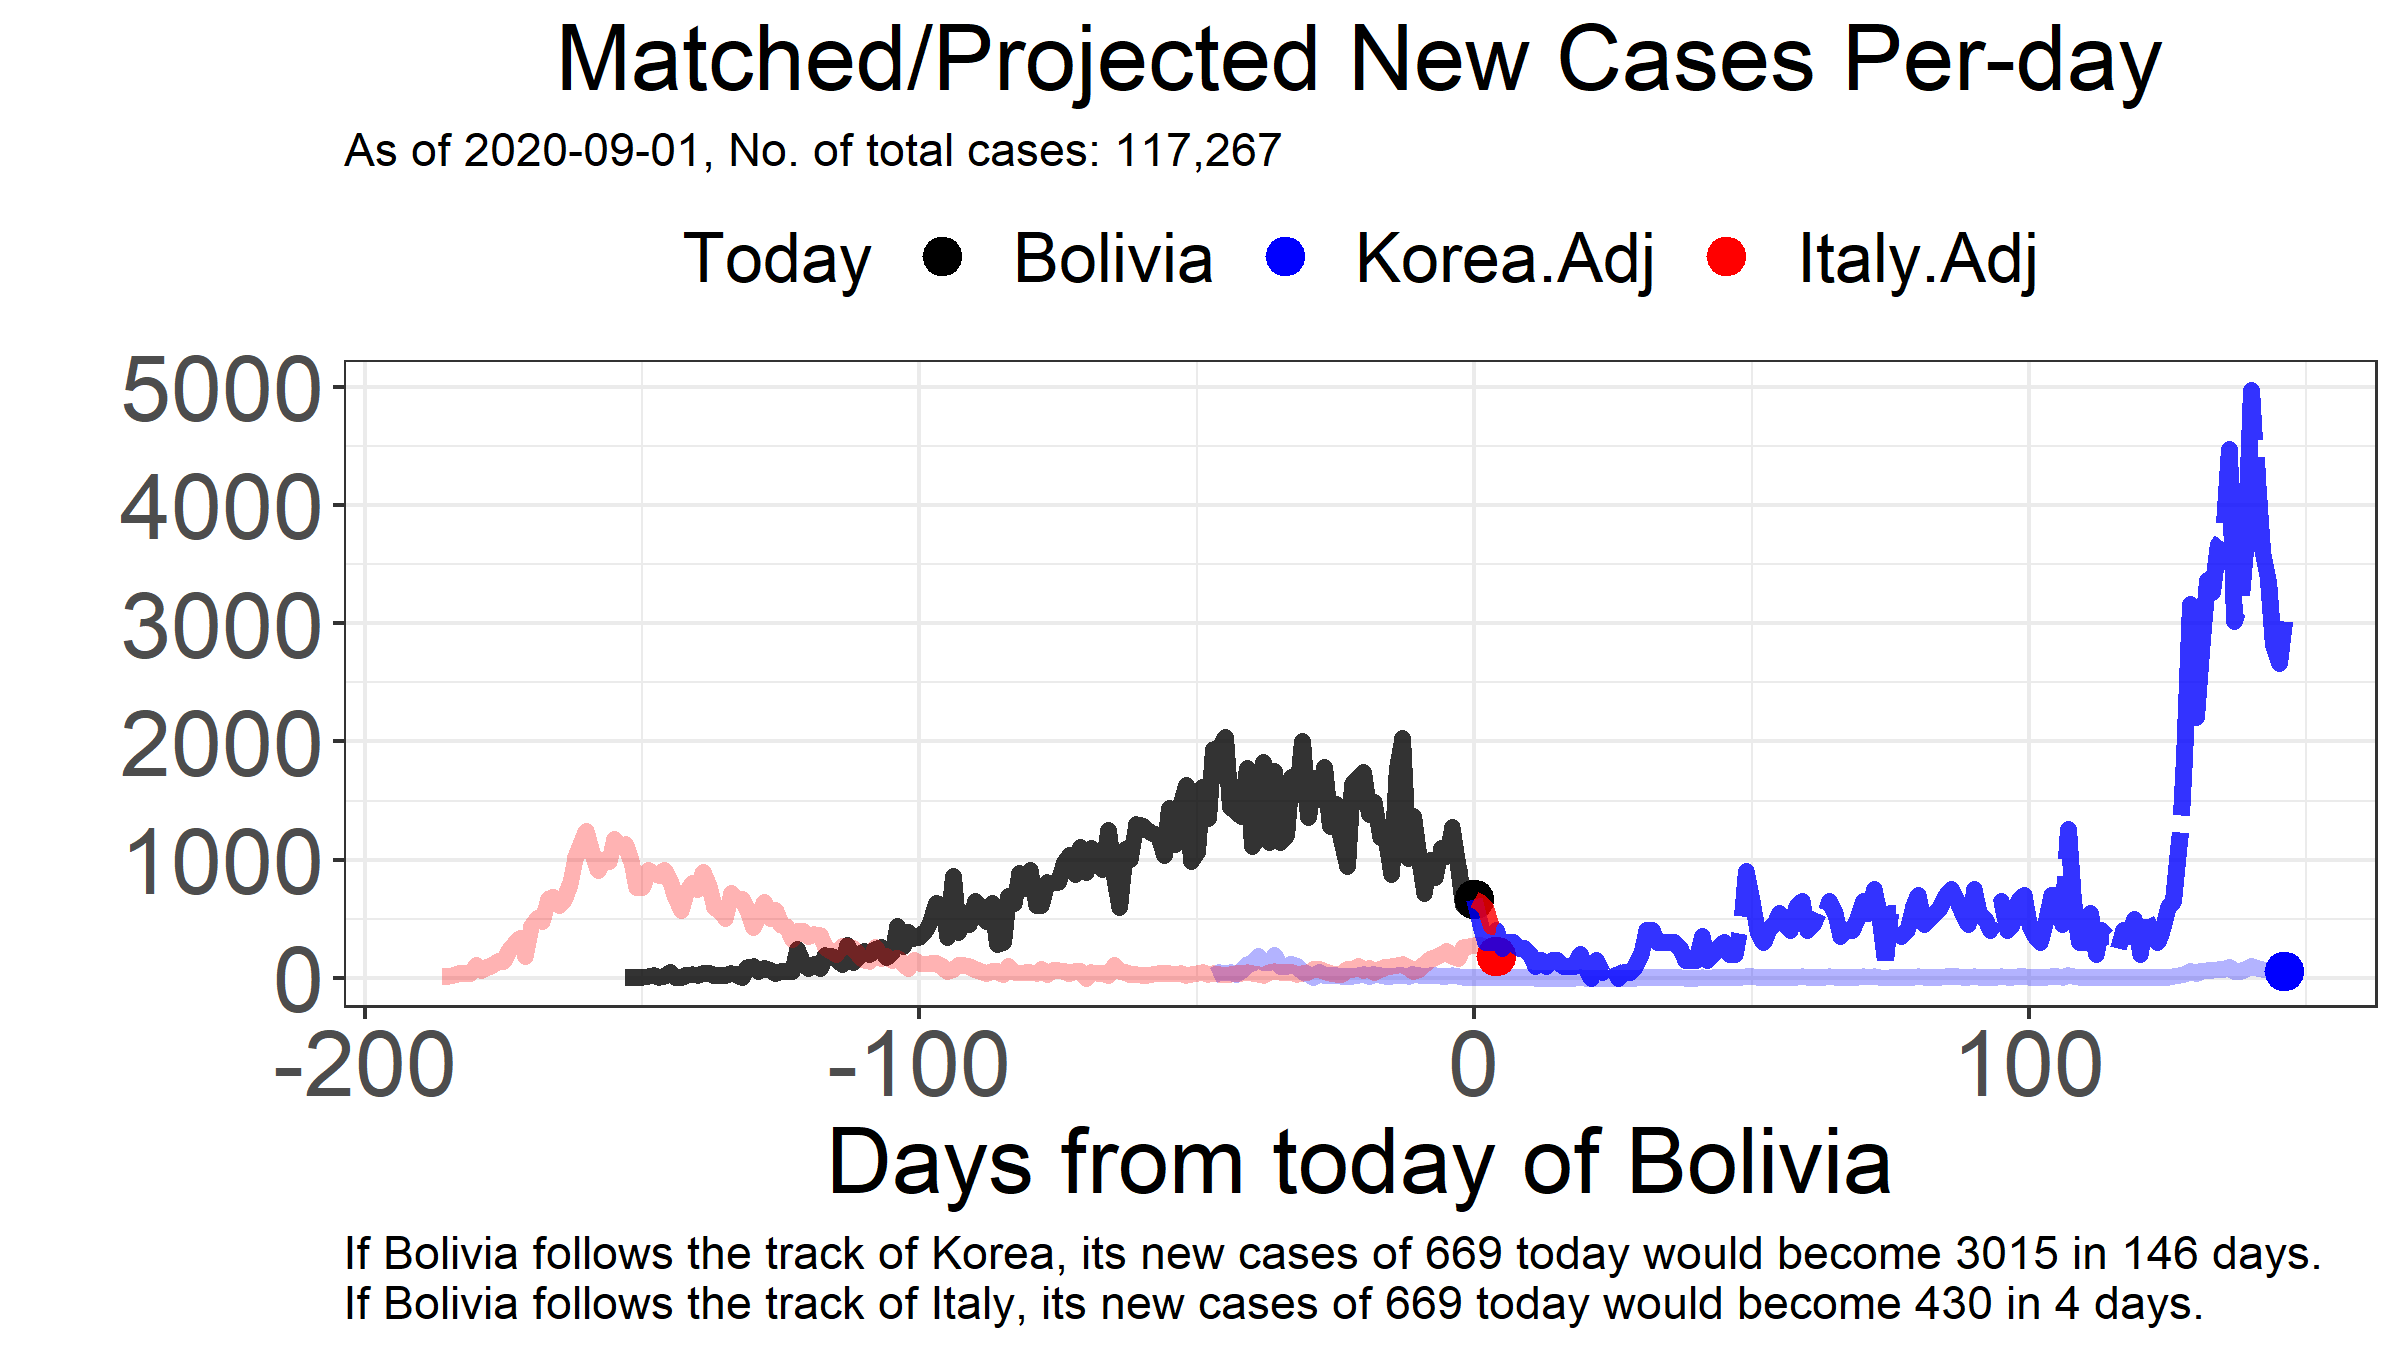 Matched/Projected New Cases Per-day
As of 2020-09-01, No. of total cases: 117,267
Today Bolivia Korea.Adj Italy.Adj
5000
4000
3000
2000
1000
0
-200 -100 0 100
Days from today of Bolivia
If Bolivia follows the track of Korea, its new cases of 669 today would become 3015 in 146 days.
If Bolivia follows the track of Italy, its new cases of 669 today would become 430 in 4 days.